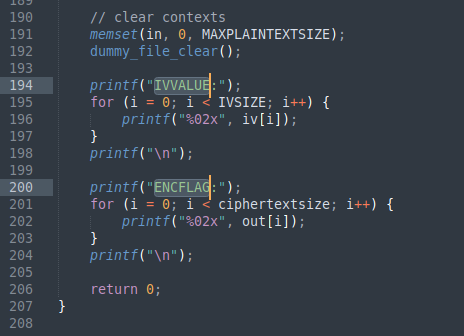 189
190 // clear contexts
191 memset(in, 0, MAXPLAINTEXTSIZE);
192 dummy_file_clear();
193
194 printf("IVVALUE:");
195 for (i = 0; i < IVSIZE; i++) {
196 printf("%02x", iv[i]);
197 }
198 printf("\n");
199
200 printf("ENCFLAG:");
201 for (i = 0; i < ciphertextsize; i++) {
202 printf("%02x", out[i]);
203 }
204 printf("\n");
205
206 return 0;
207 }
208